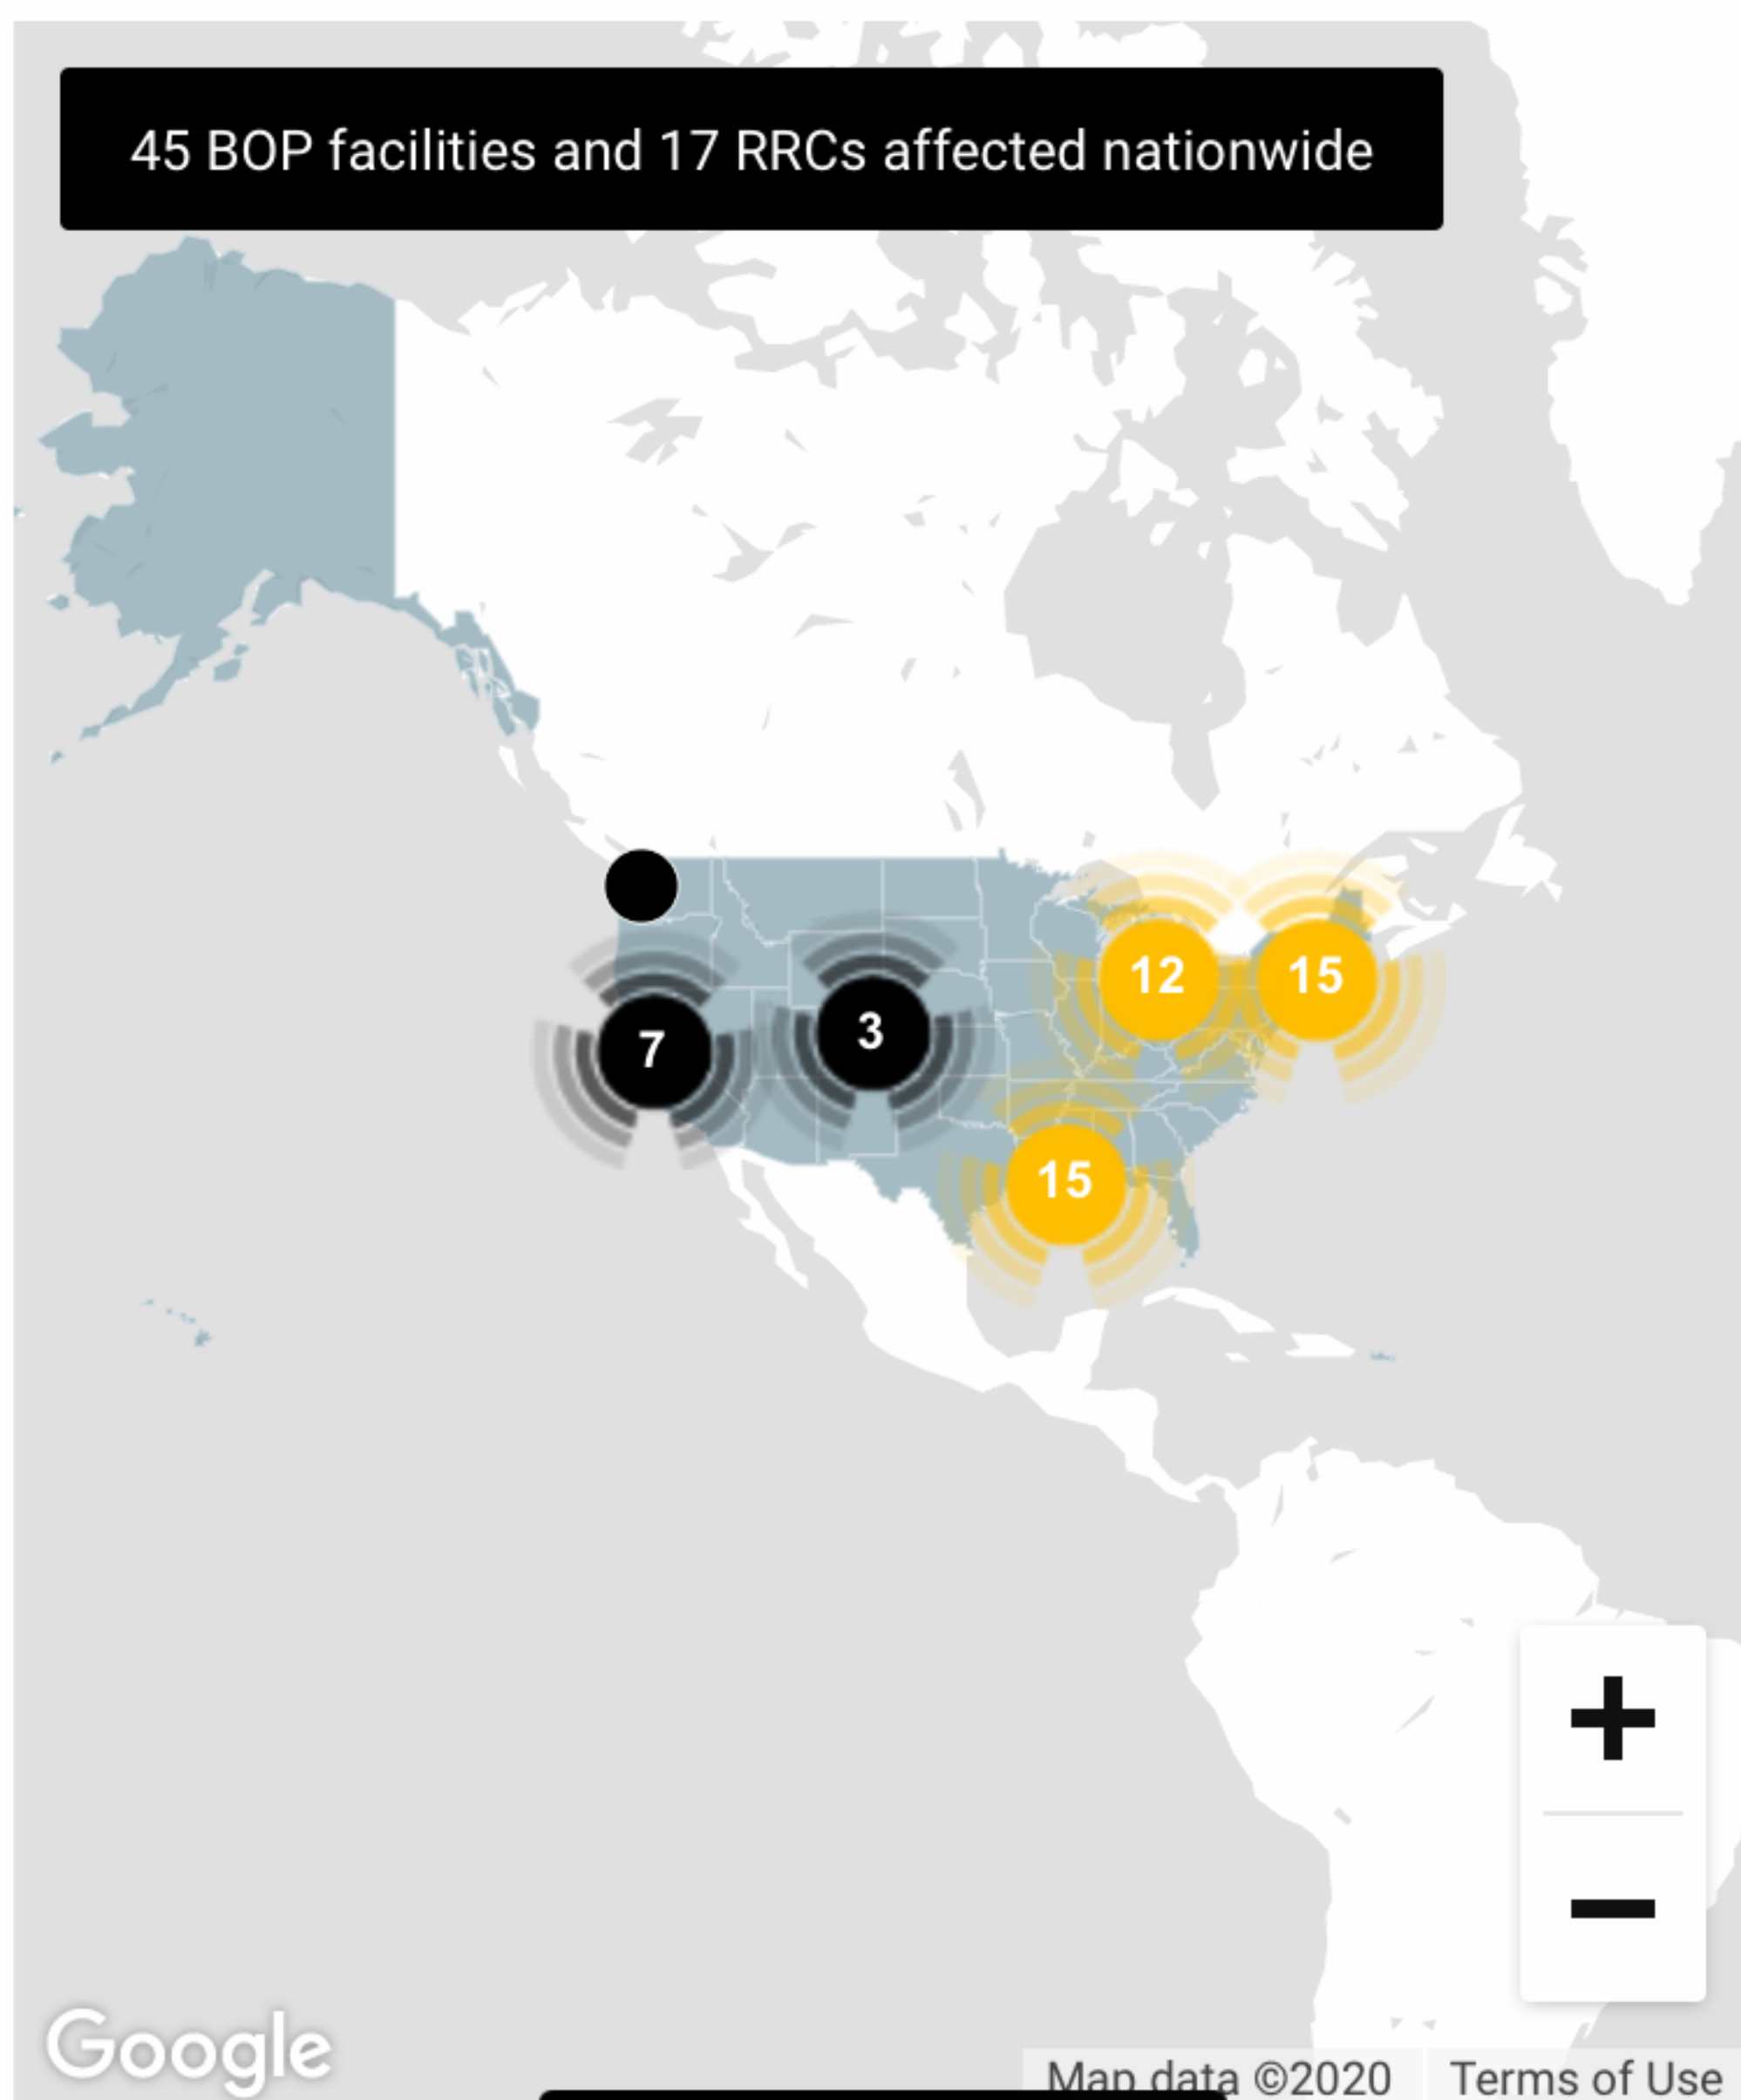 45 BOP facilities and 17 RRCs affected nationwide
12
15
3
7
15
+
−
Google
Map data ©2020
Terms of Use